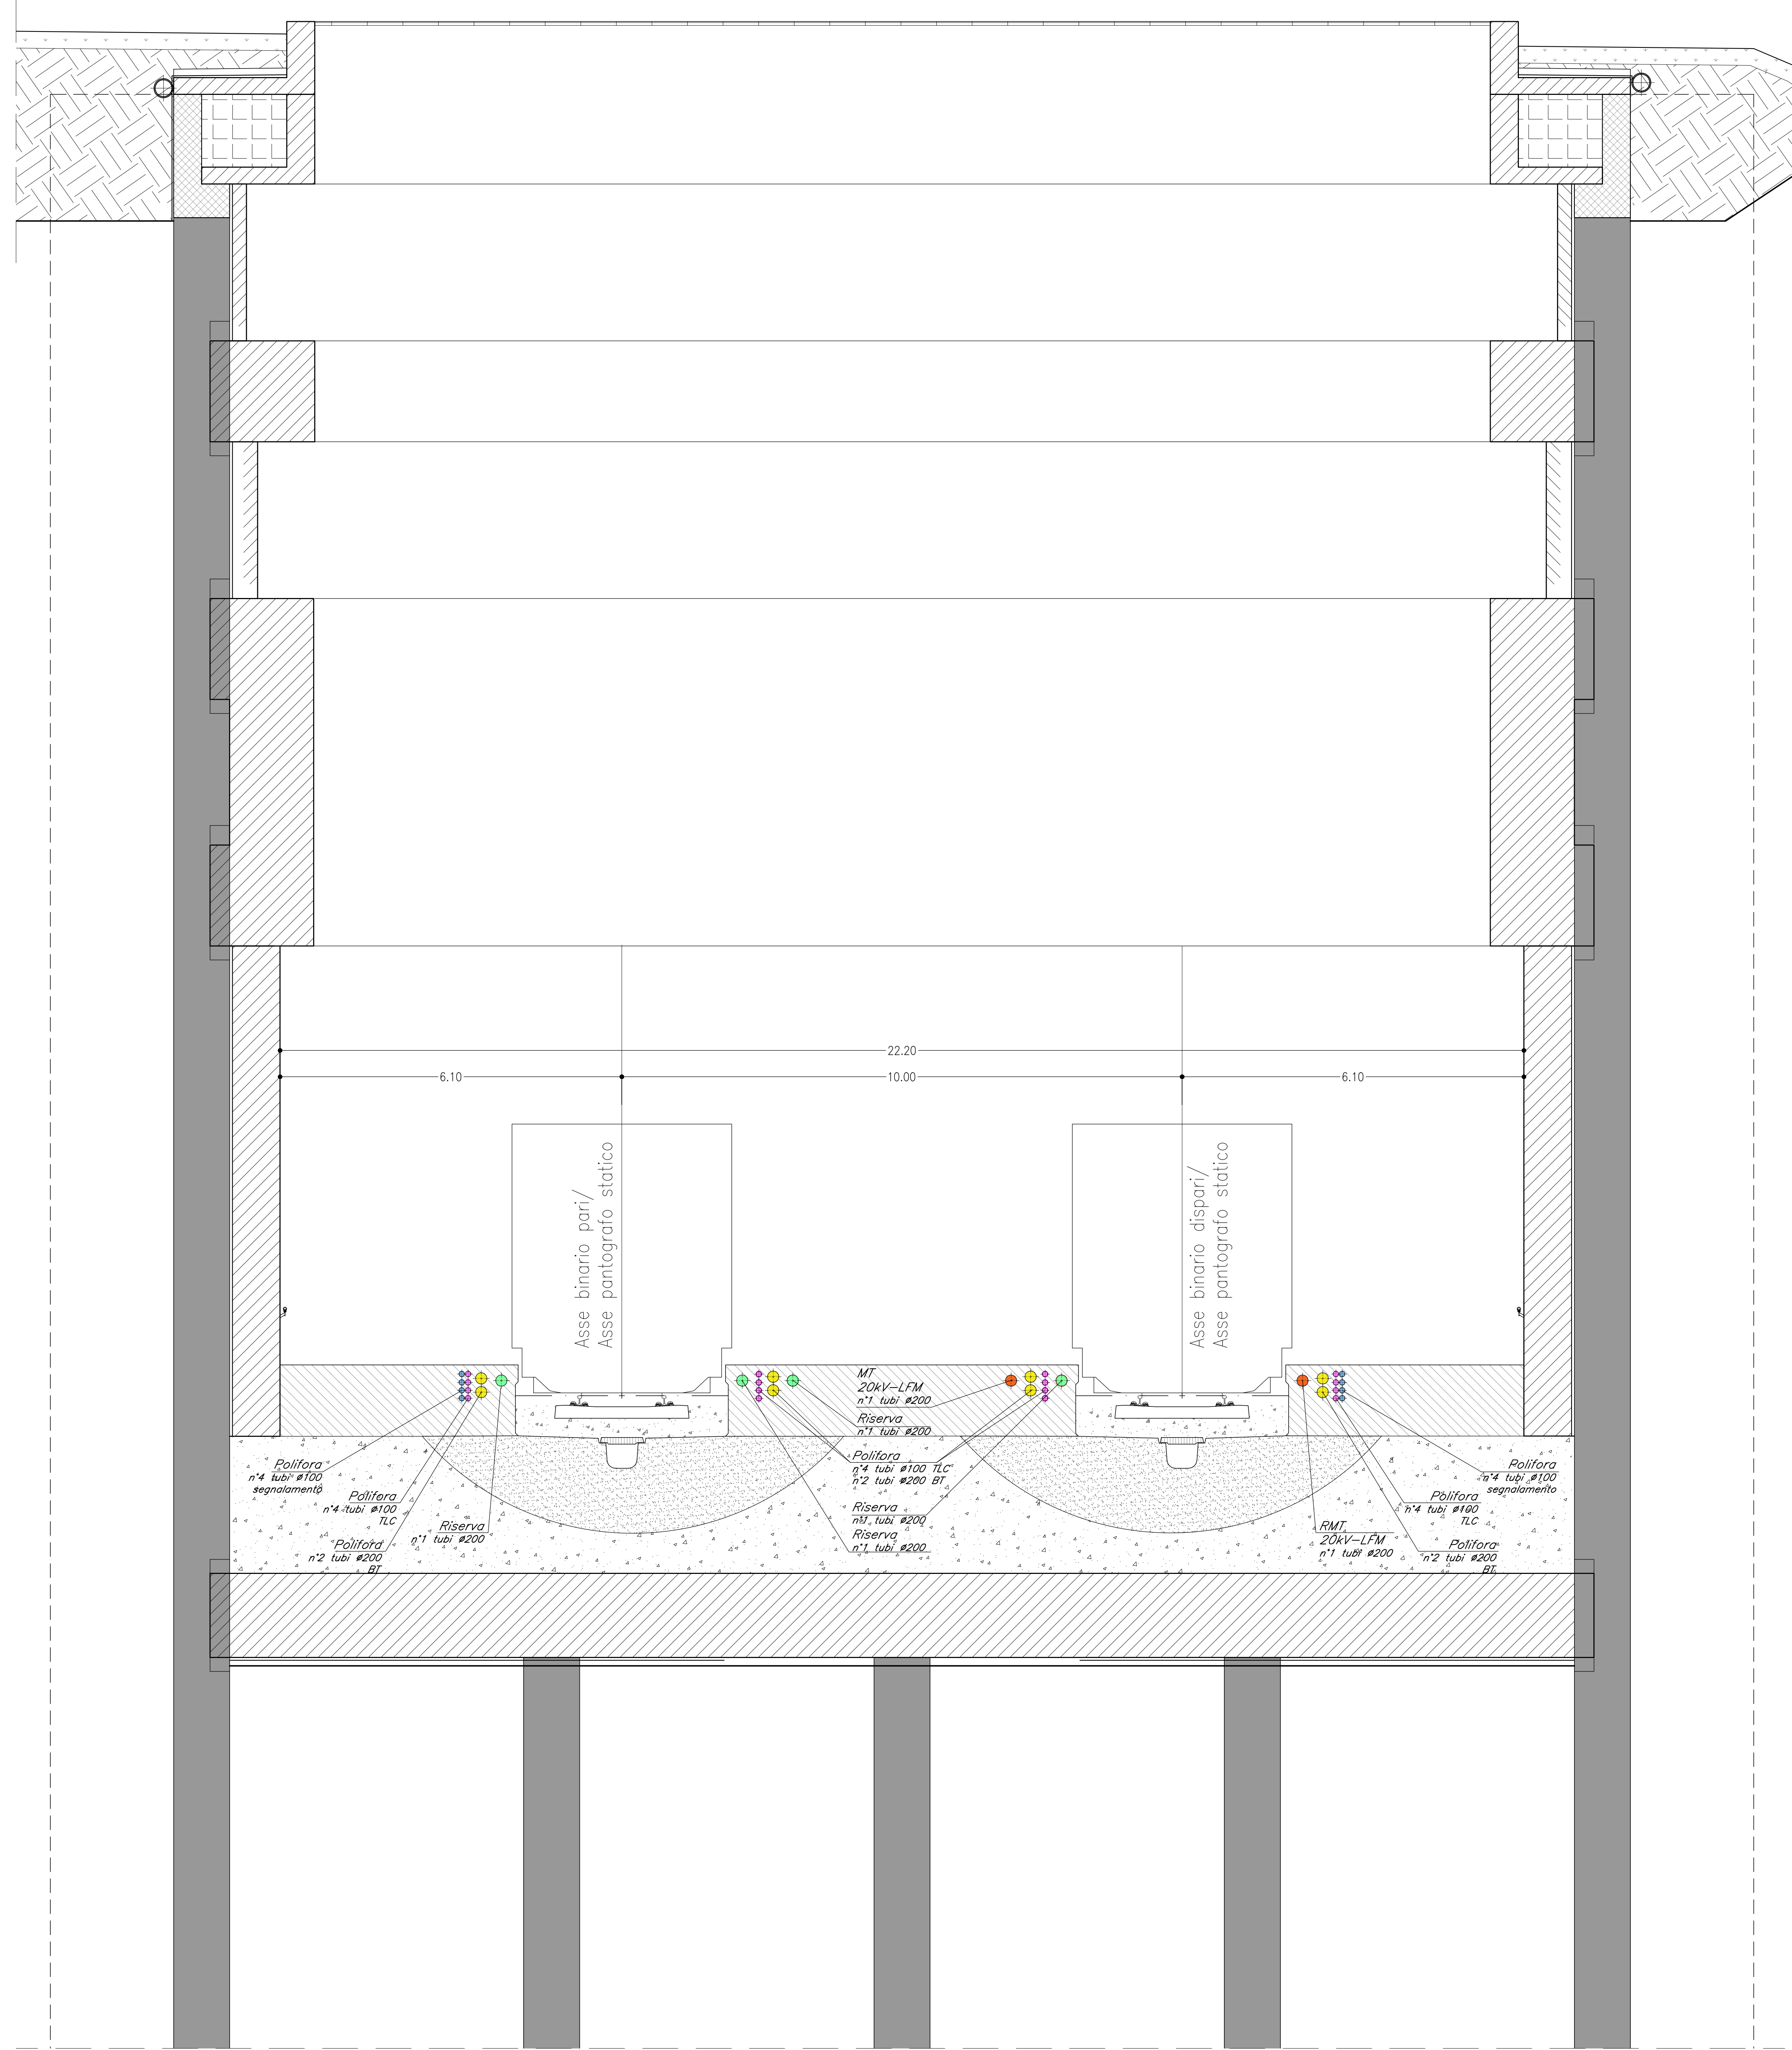 22.20
6.10
10.00
6.10
Asse binario pari/
Asse pantografo statico
Asse binario dispari/
Asse pantografo statico
MT
20kV-LFM
n°1 tubi ø200
Riserva
n°1 tubi ø200
Polifora
n°4 tubi ø100 TLC
n°2 tubi ø200 BT
Riserva
n°1 tubi ø200
Riserva
n°1 tubi ø200
Polifora
n°4 tubi ø100
segnalamento
Polifora
n°4 tubi ø100
TLC
Riserva
n°1 tubi ø200
Polifora
n°2 tubi ø200
BT
Polifora
n°4 tubi ø100
segnalamento
Polifora
n°4 tubi ø100
TLC
RMT
20kV-LFM
n°1 tubi ø200
Polifora
n°2 tubi ø200
BT